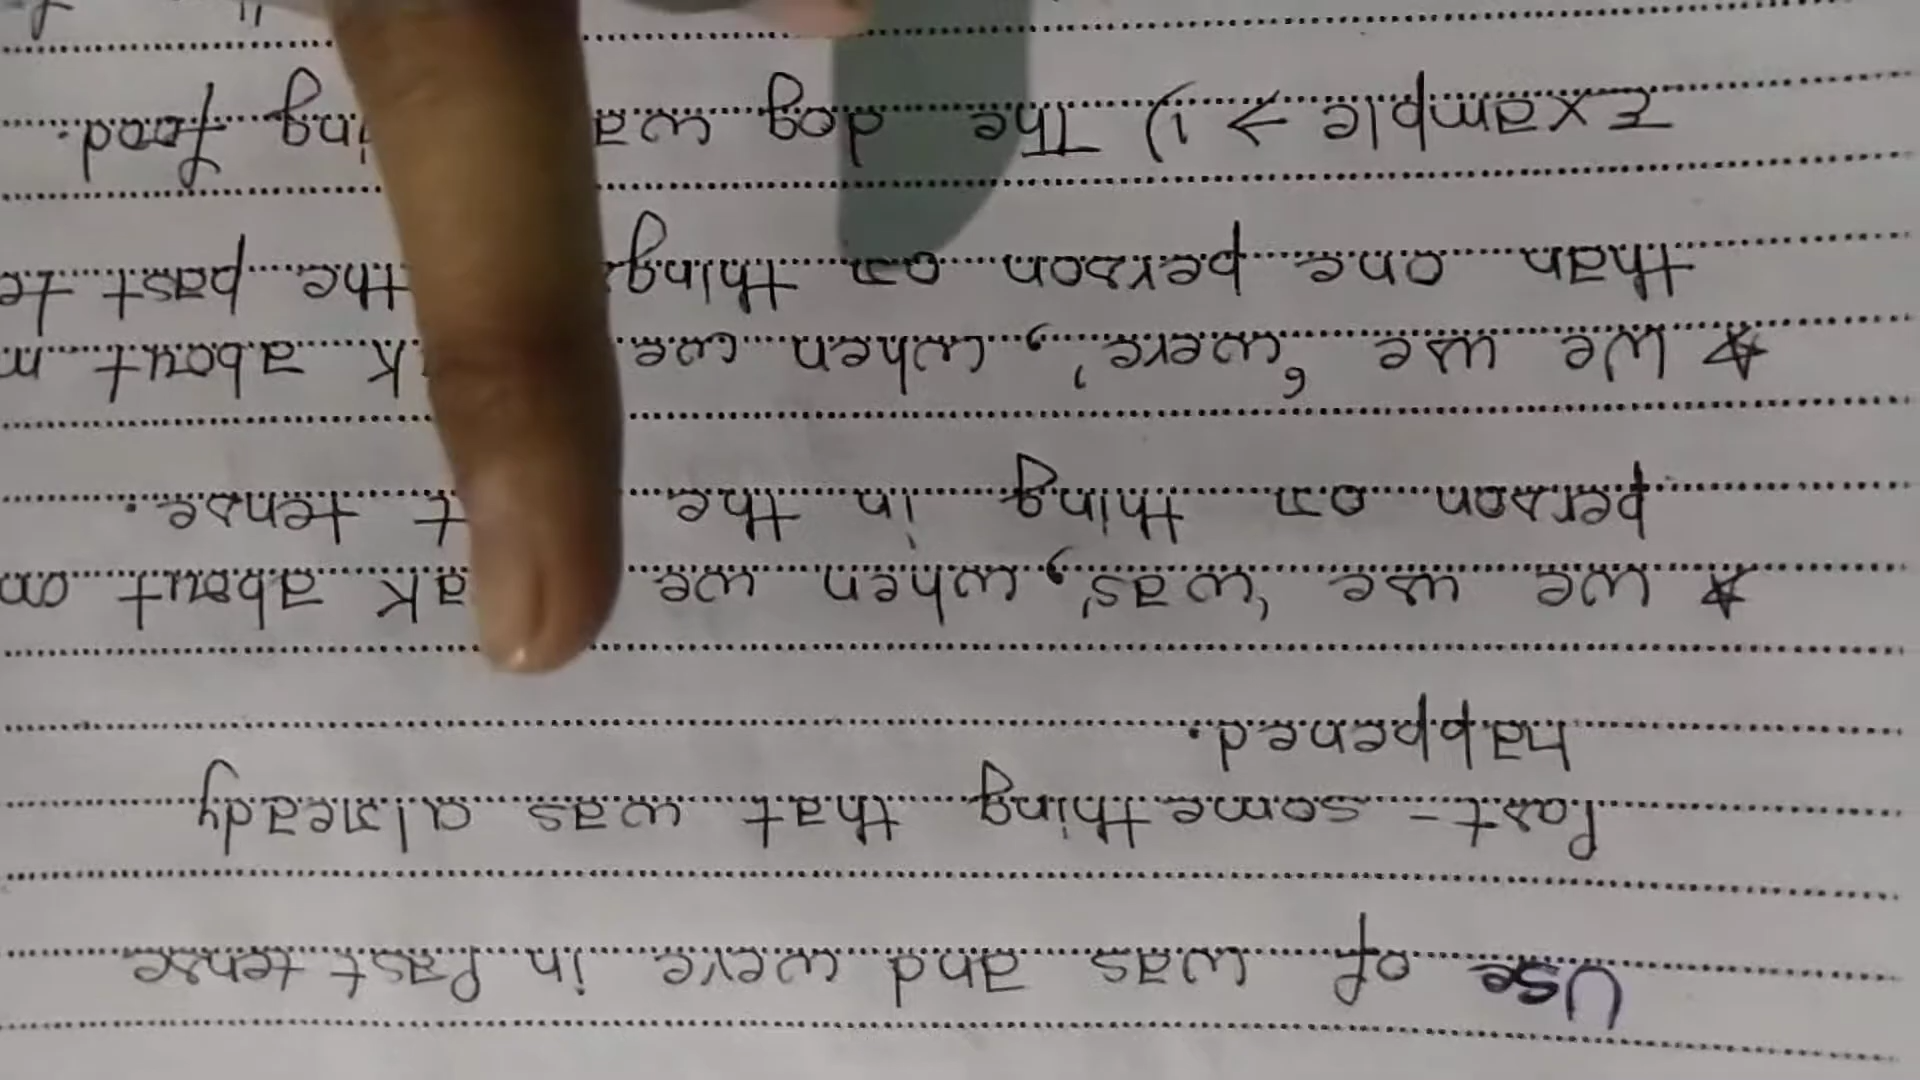 Use of was and were in Past tense
Past - something that was already
happened.
☆ We use 'was', when we about
person or thing in the tense.
☆ We use 'were', when we about
than one person or thing the past
Example → 1) The dog food.